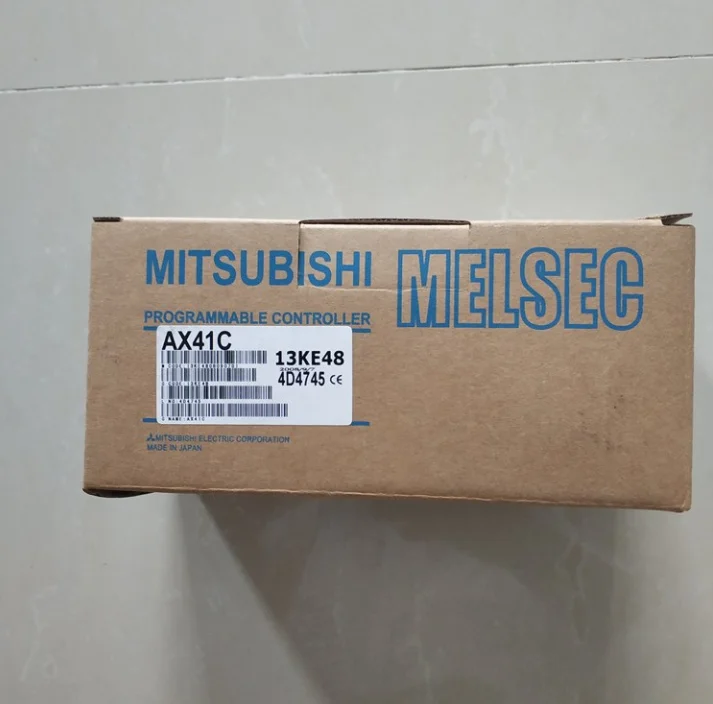 MITSUBISHI MELSEC
PROGRAMMABLE CONTROLLER
AX41C
13KE48
4D4745 CE
MITSUBISHI ELECTRIC CORPORATION
MADE IN JAPAN